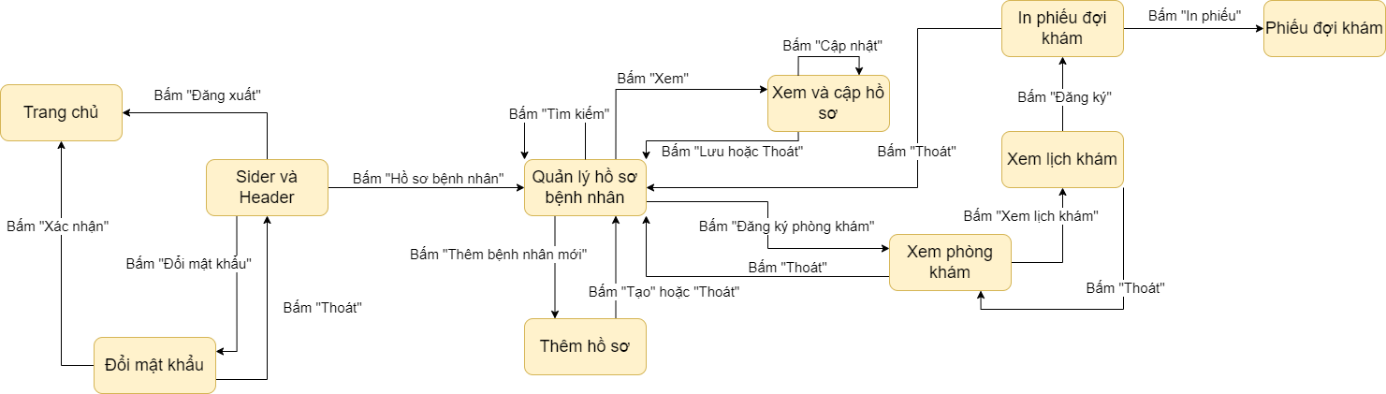 In phiếu đợi
khám
Bấm "In phiếu"
Phiếu đợi khám
Bấm "Cập nhật"
Bấm "Xem"
Xem và cập hồ
sơ
Bấm "Đăng xuất"
Trang chủ
Bấm "Tìm kiếm"
Bấm "Đăng ký"
Bấm "Lưu hoặc Thoát"
Bấm "Thoát"
Xem lịch khám
Sider và
Header
Bấm "Hồ sơ bệnh nhân"
Quản lý hồ sơ
bệnh nhân
Bấm "Xác nhận"
Bấm "Đăng ký phòng khám"
Bấm "Xem lịch khám"
Bấm "Đổi mật khẩu"
Bấm "Thêm bệnh nhân mới"
Bấm "Thoát"
Xem phòng
khám
Bấm "Thoát"
Bấm "Tạo" hoặc "Thoát"
Bấm "Thoát"
Thêm hồ sơ
Đổi mật khẩu